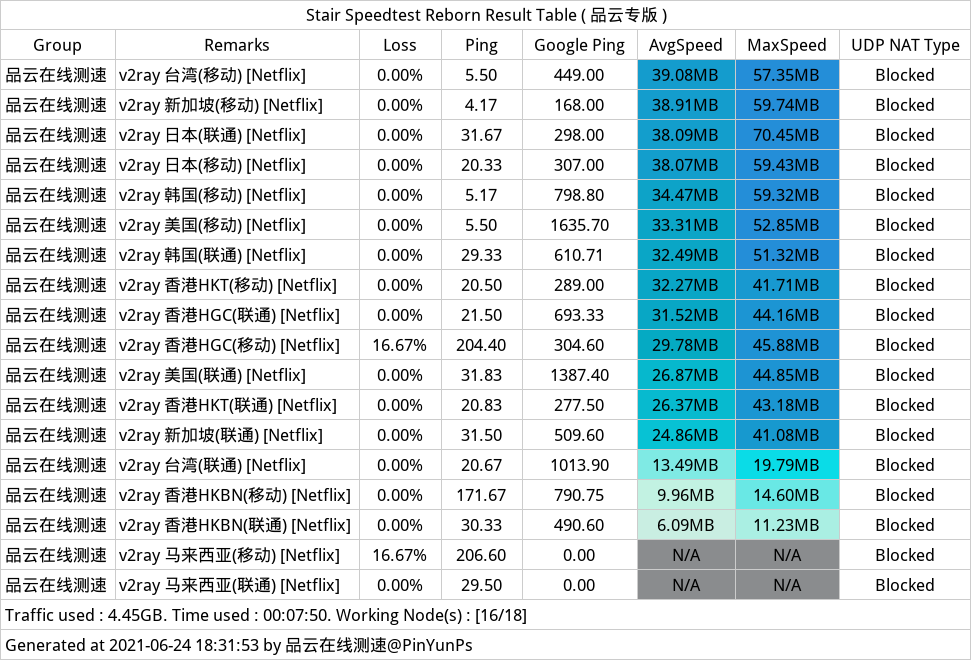 Stair Speedtest Reborn Result Table ( 品云专版 )
Group Remarks Loss Ping Google Ping AvgSpeed MaxSpeed UDP NAT Type
品云在线测速 v2ray 台湾(移动) [Netflix] 0.00% 5.50 449.00 39.08MB 57.35MB Blocked
品云在线测速 v2ray 新加坡(移动) [Netflix] 0.00% 4.17 168.00 38.91MB 59.74MB Blocked
品云在线测速 v2ray 日本(联通) [Netflix] 0.00% 31.67 298.00 38.09MB 70.45MB Blocked
品云在线测速 v2ray 日本(移动) [Netflix] 0.00% 20.33 307.00 38.07MB 59.43MB Blocked
品云在线测速 v2ray 韩国(移动) [Netflix] 0.00% 5.17 798.80 34.47MB 59.32MB Blocked
品云在线测速 v2ray 美国(移动) [Netflix] 0.00% 5.50 1635.70 33.31MB 52.85MB Blocked
品云在线测速 v2ray 韩国(联通) [Netflix] 0.00% 29.33 610.71 32.49MB 51.32MB Blocked
品云在线测速 v2ray 香港HKT(移动) [Netflix] 0.00% 20.50 289.00 32.27MB 41.71MB Blocked
品云在线测速 v2ray 香港HGC(联通) [Netflix] 0.00% 21.50 693.33 31.52MB 44.16MB Blocked
品云在线测速 v2ray 香港HGC(移动) [Netflix] 16.67% 204.40 304.60 29.78MB 45.88MB Blocked
品云在线测速 v2ray 美国(联通) [Netflix] 0.00% 31.83 1387.40 26.87MB 44.85MB Blocked
品云在线测速 v2ray 香港HKT(联通) [Netflix] 0.00% 20.83 277.50 26.37MB 43.18MB Blocked
品云在线测速 v2ray 新加坡(联通) [Netflix] 0.00% 31.50 509.60 24.86MB 41.08MB Blocked
品云在线测速 v2ray 台湾(联通) [Netflix] 0.00% 20.67 1013.90 13.49MB 19.79MB Blocked
品云在线测速 v2ray 香港HKBN(移动) [Netflix] 0.00% 171.67 790.75 9.96MB 14.60MB Blocked
品云在线测速 v2ray 香港HKBN(联通) [Netflix] 0.00% 30.33 490.60 6.09MB 11.23MB Blocked
品云在线测速 v2ray 马来西亚(移动) [Netflix] 16.67% 206.60 0.00 N/A N/A Blocked
品云在线测速 v2ray 马来西亚(联通) [Netflix] 0.00% 29.50 0.00 N/A N/A Blocked
Traffic used : 4.45GB. Time used : 00:07:50. Working Node(s) : [16/18]
Generated at 2021-06-24 18:31:53 by 品云在线测速@PinYunPs